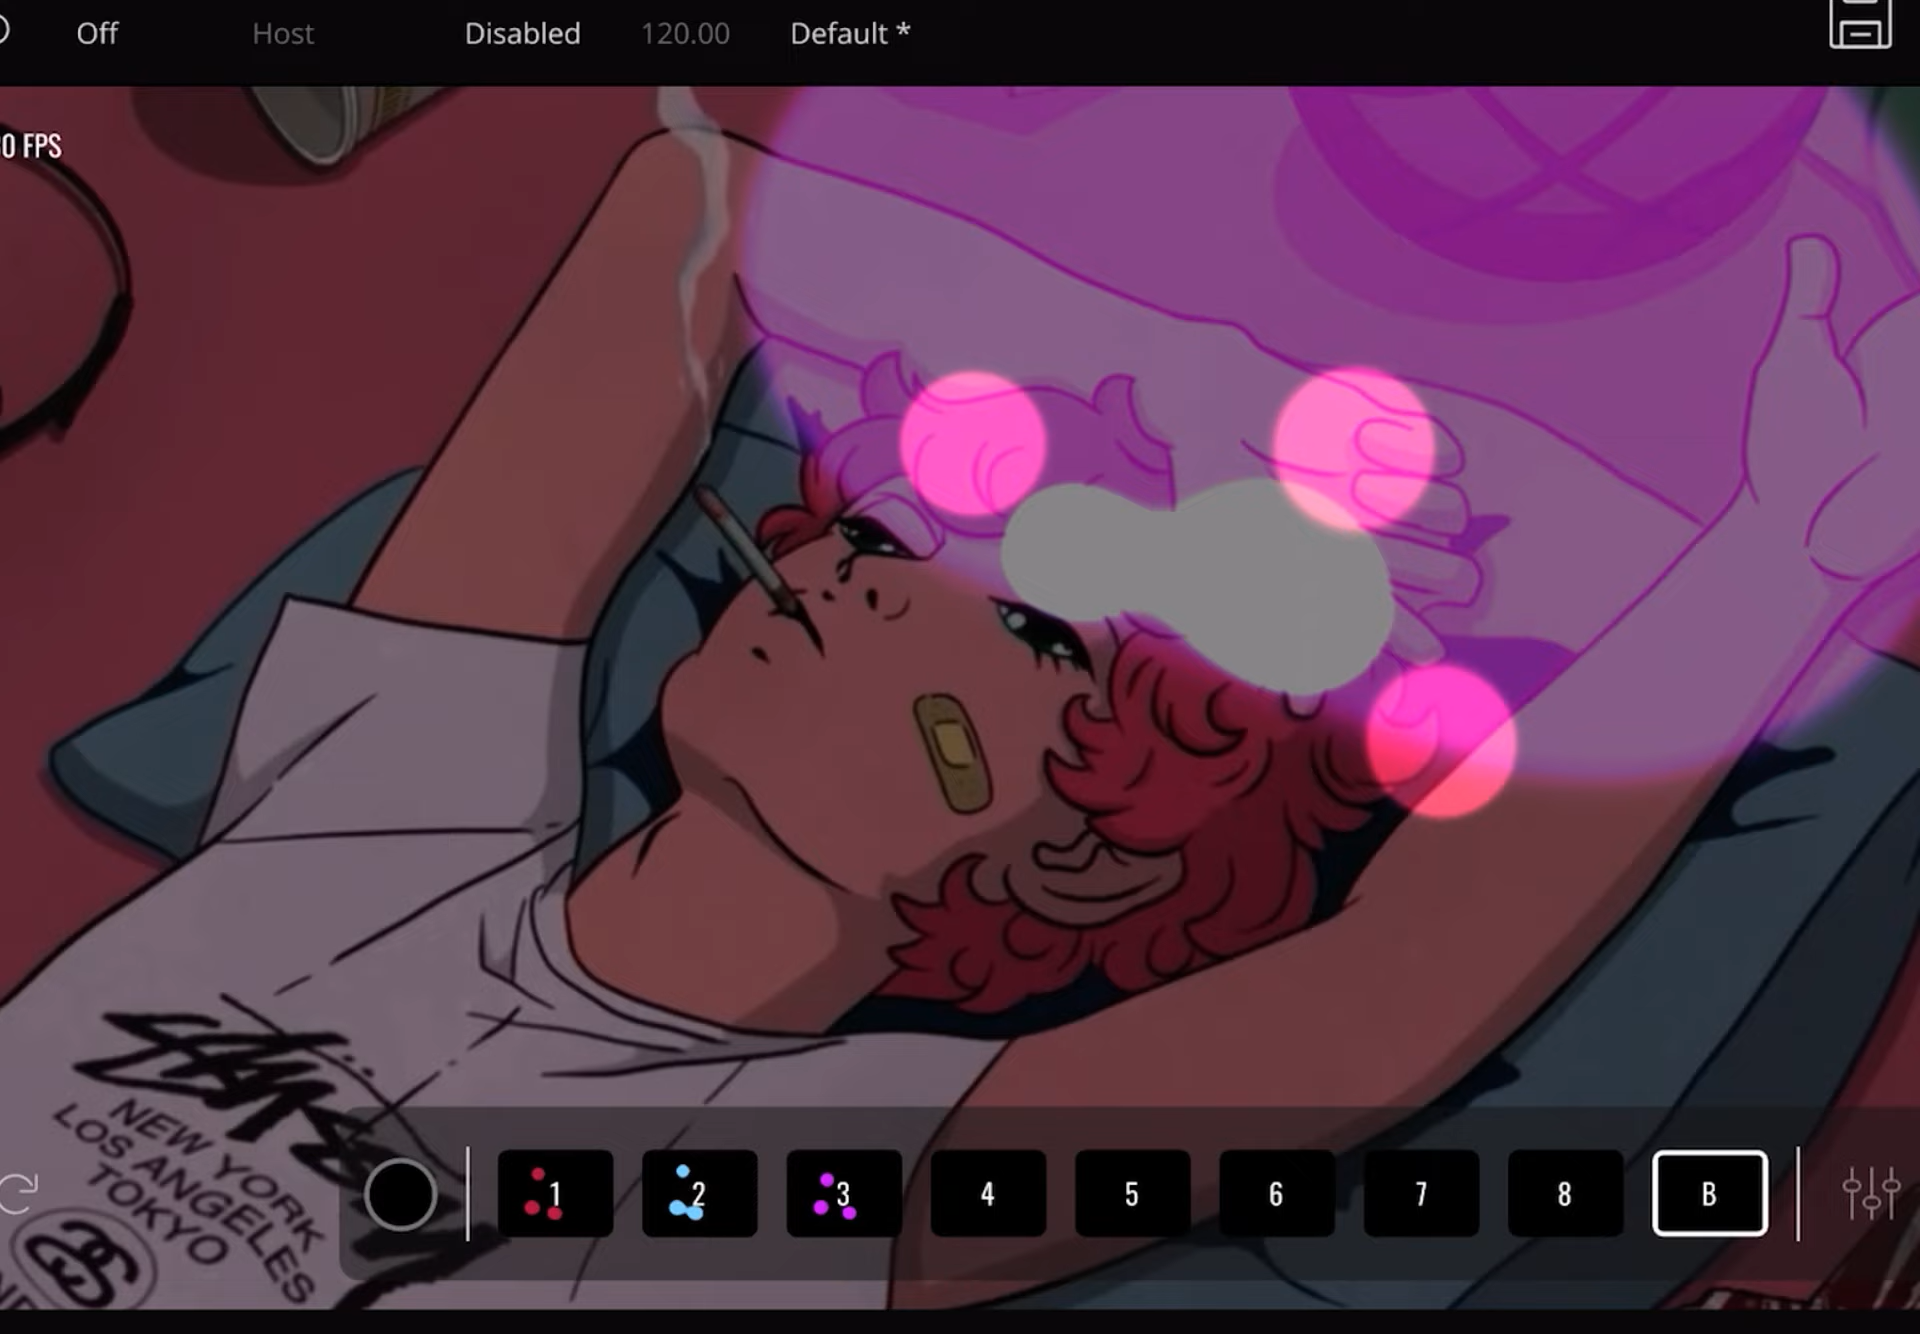 Off Host Disabled 120.00 Default *
0 FPS
NEW YORK
LOS ANGELES
TOKYO
1 2 3 4 5 6 7 8 B